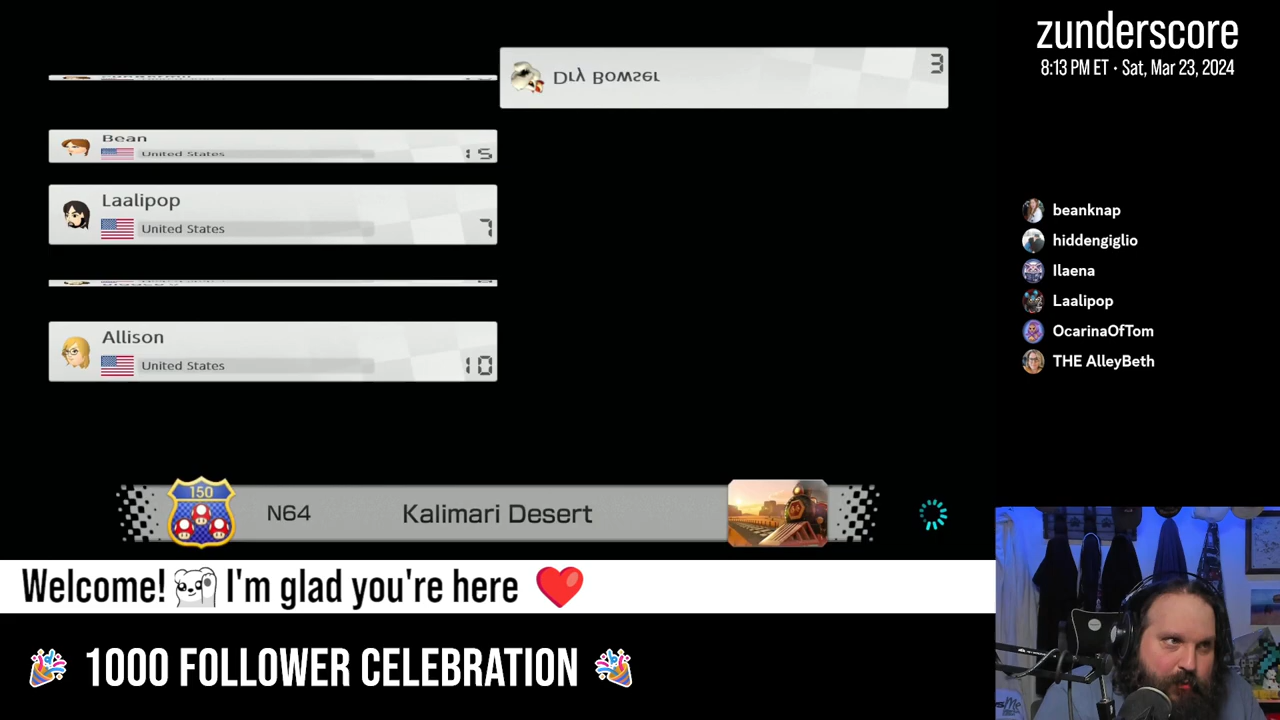 zunderscore
8:13 PM ET • Sat, Mar 23, 2024
Dry Bowser
3
Bean
United States
15
Laalipop
United States
7
Allison
United States
10
beanknap
hiddengiglio
Ilaena
Laalipop
OcarinaOfTom
THE AlleyBeth
150
N64
Kalimari Desert
Welcome! I'm glad you're here
🎉 1000 FOLLOWER CELEBRATION 🎉